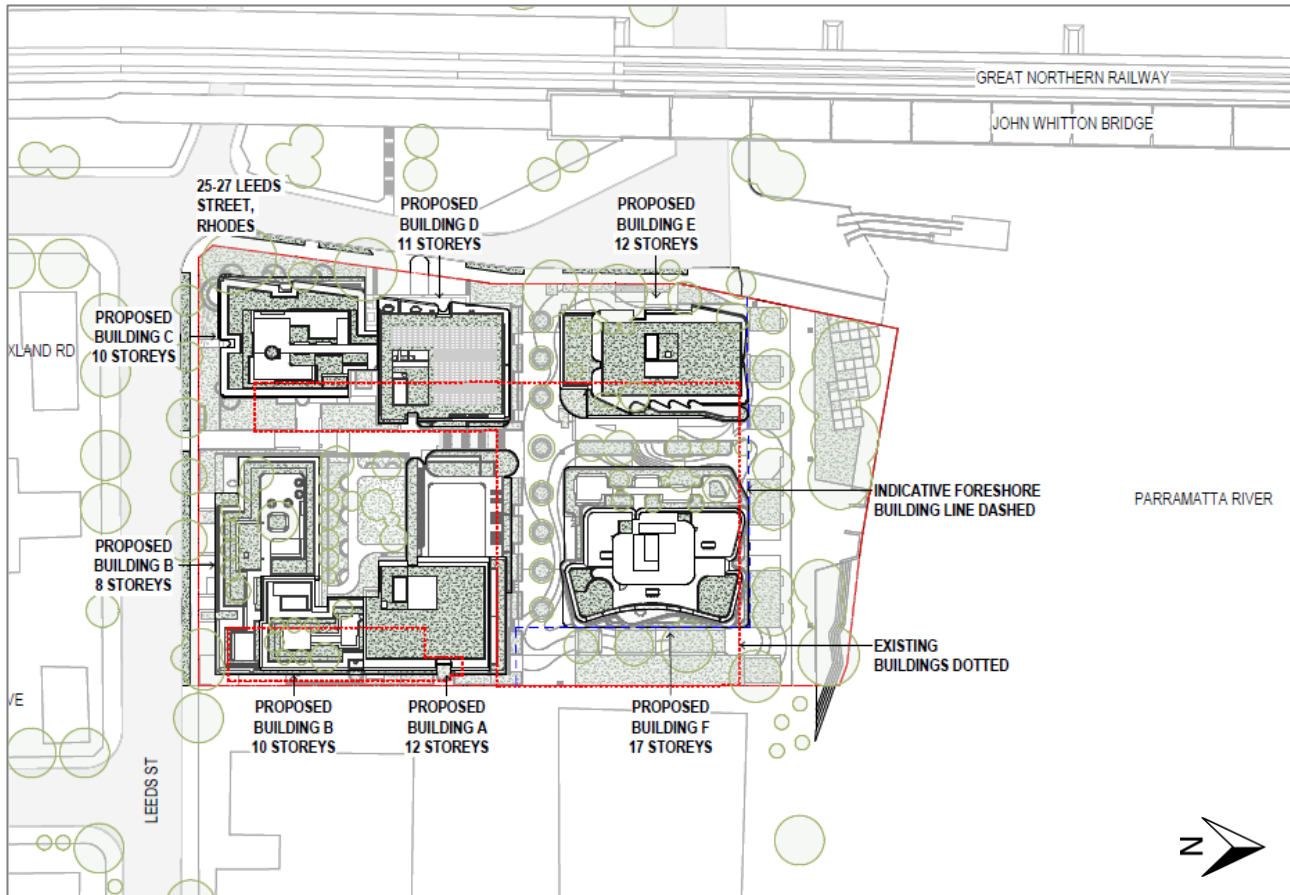 GREAT NORTHERN RAILWAY
JOHN WHITTON BRIDGE
25-27 LEEDS
STREET,
RHODES
PROPOSED
BUILDING D
11 STOREYS
PROPOSED
BUILDING E
12 STOREYS
PROPOSED
BUILDING C
10 STOREYS
XLAND RD
INDICATIVE FORESHORE
BUILDING LINE DASHED
PARRAMATTA RIVER
PROPOSED
BUILDING B
8 STOREYS
EXISTING
BUILDINGS DOTTED
VE
PROPOSED
BUILDING B
10 STOREYS
PROPOSED
BUILDING A
12 STOREYS
PROPOSED
BUILDING F
17 STOREYS
LEEDS ST
N